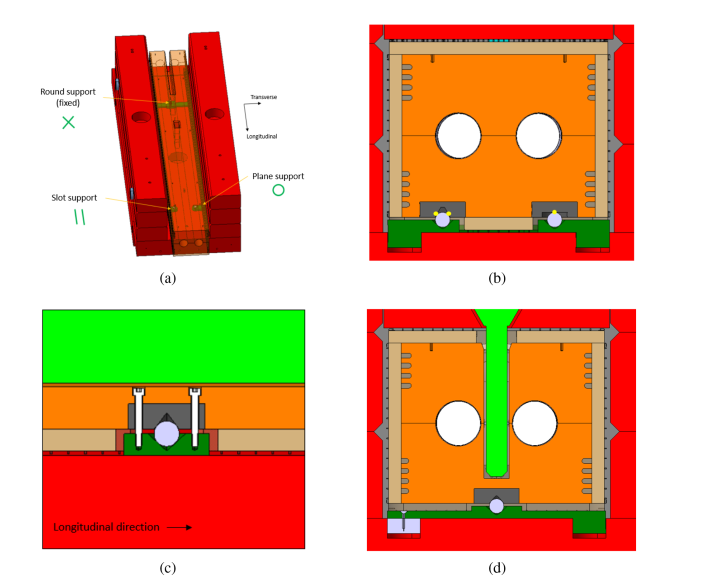 Round support
(fixed)
Transverse
Longitudinal
Plane support
Slot support
(a)
(b)
Longitudinal direction
(c)
(d)